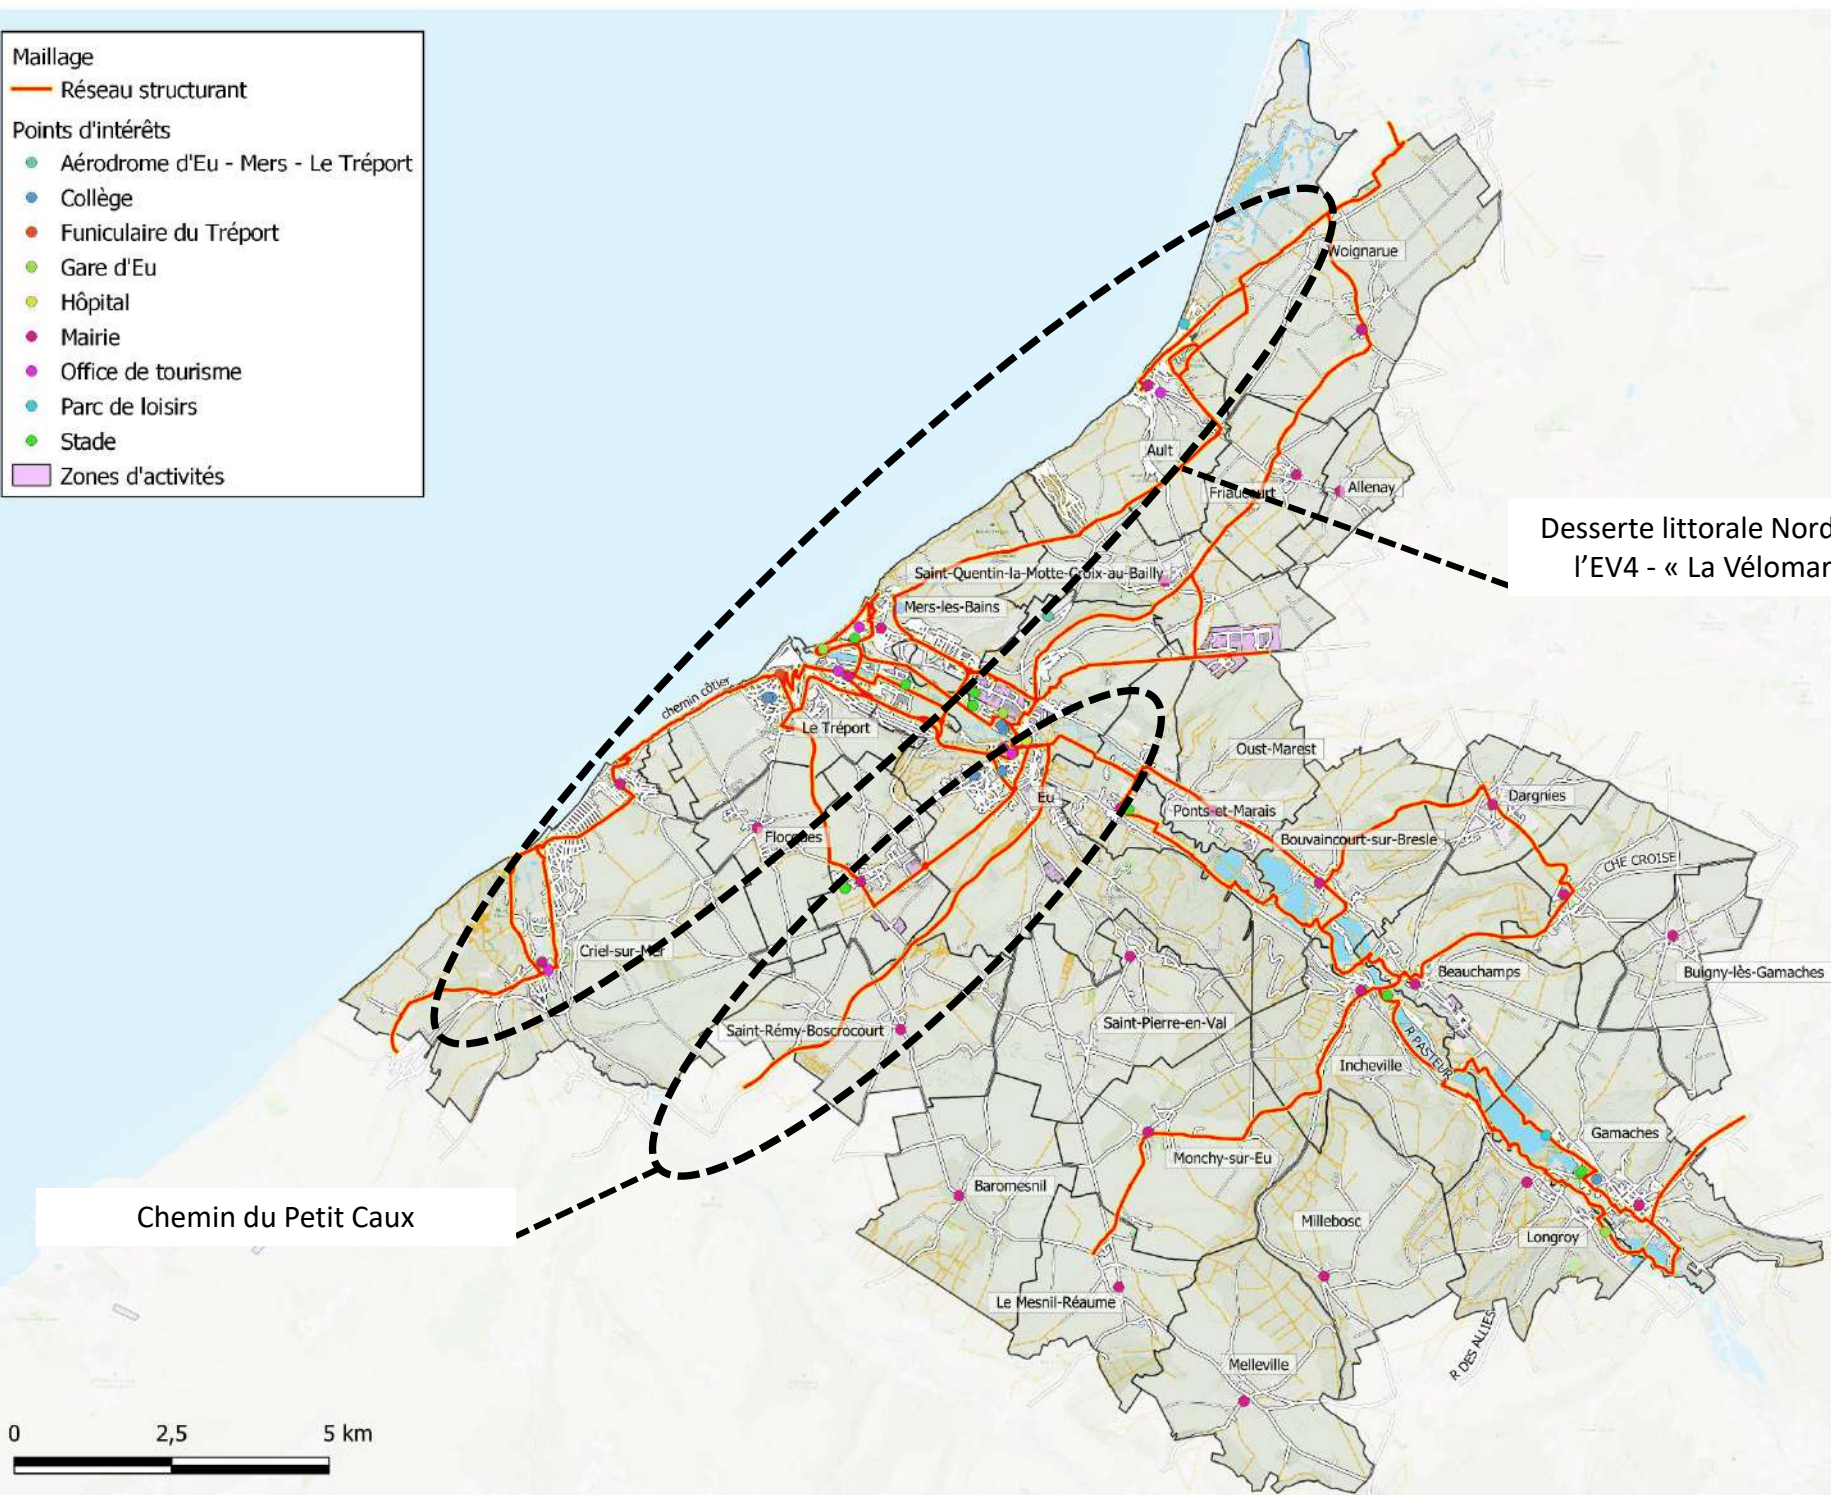 Maillage
Réseau structurant
Points d'intérêts
Aérodrome d'Eu - Mers - Le Tréport
Collège
Funiculaire du Tréport
Gare d'Eu
Hôpital
Mairie
Office de tourisme
Parc de loisirs
Stade
Zones d'activités
Woignarue
Ault
Friaucourt
Allenay
Desserte littorale Nord
l'EV4 - « La Vélomar
Saint-Quentin-la-Motte-Croix-au-Bailly
Mers-les-Bains
chemin côtier
Le Tréport
Oust-Marest
Eu
Ponts-et-Marais
Dargnies
Flocques
Bouvaincourt-sur-Bresle
CHE CROISE
Criel-sur-Mer
Beauchamps
Buigny-lès-Gamaches
Saint-Rémy-Boscrocourt
Saint-Pierre-en-Val
R PASTEUR
Incheville
Gamaches
Monchy-sur-Eu
Baromesnil
Chemin du Petit Caux
Millebosc
Longroy
Le Mesnil-Réaume
R DES ALLIES
Melleville
0 2,5 5 km